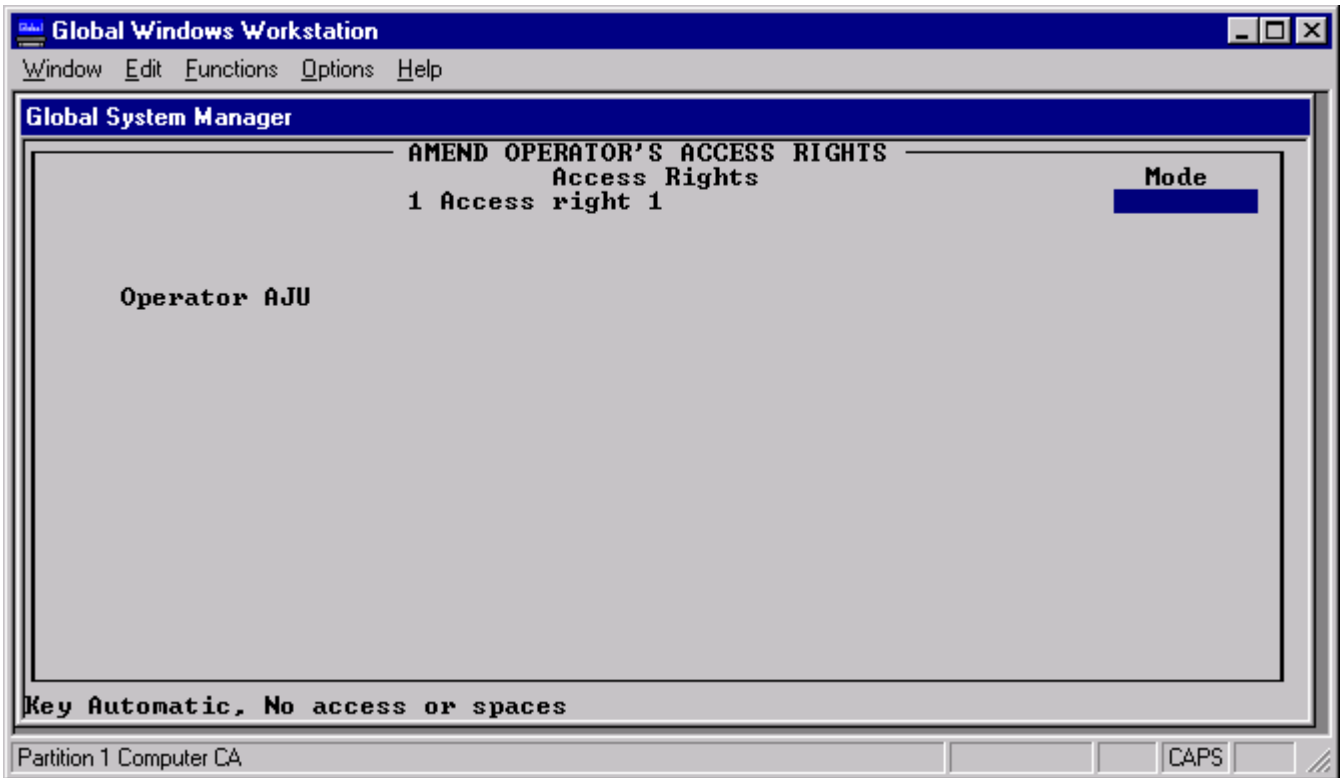 Global Windows Workstation
Window Edit Functions Options Help
Global System Manager
AMEND OPERATOR'S ACCESS RIGHTS
Access Rights Mode
1 Access right 1
Operator AJU
Key Automatic, No access or spaces
Partition 1 Computer CA CAPS